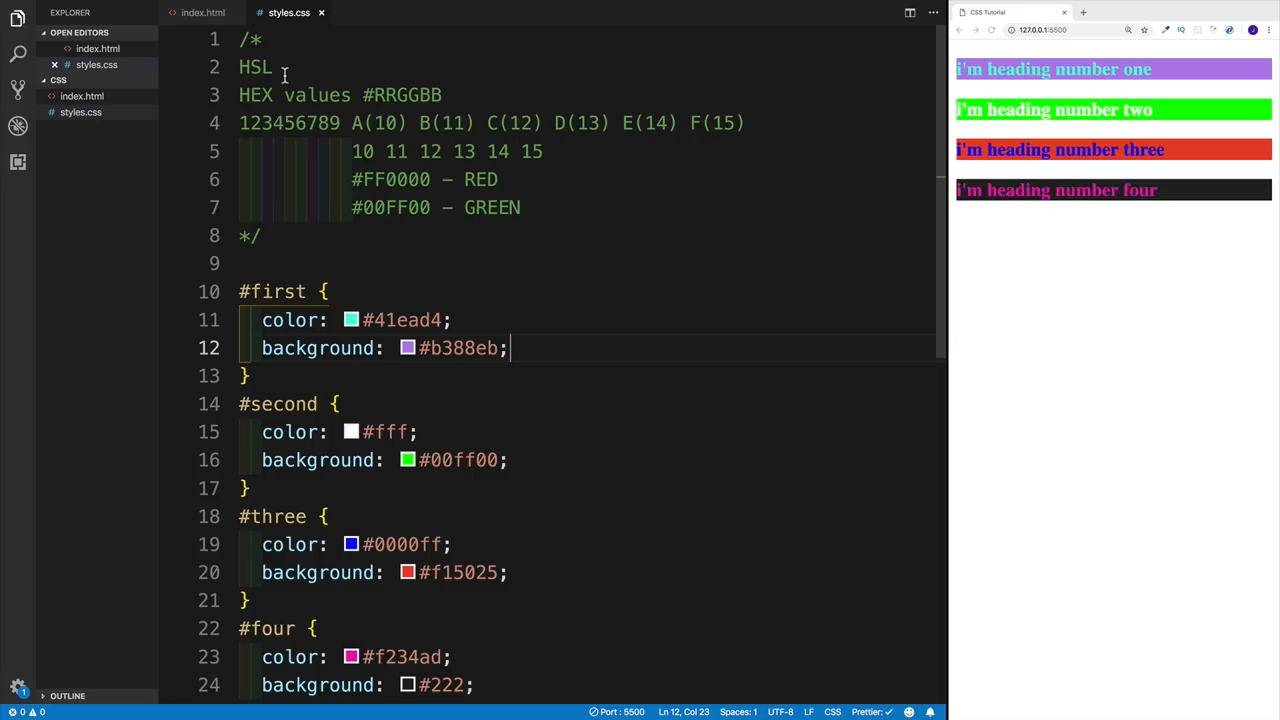 EXPLORER
OPEN EDITORS
index.html
styles.css
CSS
index.html
styles.css
OUTLINE
index.html
styles.css
1 /*
2 HSL
3 HEX values #RRGGBB
4 123456789 A(10) B(11) C(12) D(13) E(14) F(15)
5 10 11 12 13 14 15
6 #FF0000 - RED
7 #00FF00 - GREEN
8 */
9
10 #first {
11 color: #41ead4;
12 background: #b388eb;
13 }
14 #second {
15 color: #fff;
16 background: #00ff00;
17 }
18 #three {
19 color: #0000ff;
20 background: #f15025;
21 }
22 #four {
23 color: #f234ad;
24 background: #222;
1
0 0
Port : 5500 Ln 12, Col 23 Spaces: 1 UTF-8 LF CSS Prettier: ✓
CSS Tutorial
127.0.0.1:5500
IQ
J
i'm heading number one
i'm heading number two
i'm heading number three
i'm heading number four